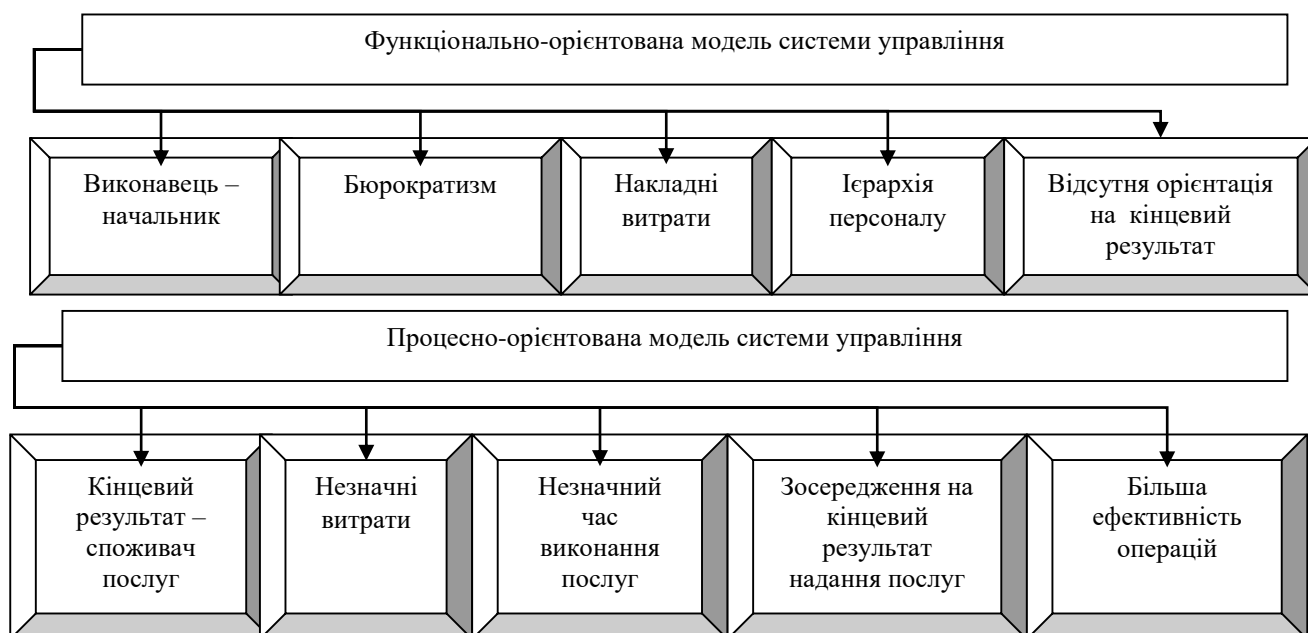 Функціонально-орієнтована модель системи управління
Виконавець –
начальник
Бюрократизм
Накладні
витрати
Ієрархія
персоналу
Відсутня орієнтація
на кінцевий
результат
Процесно-орієнтована модель системи управління
Кінцевий
результат –
споживач
послуг
Незначні
витрати
Незначний
час
виконання
послуг
Зосередження на
кінцевий
результат
надання послуг
Більша
ефективність
операцій